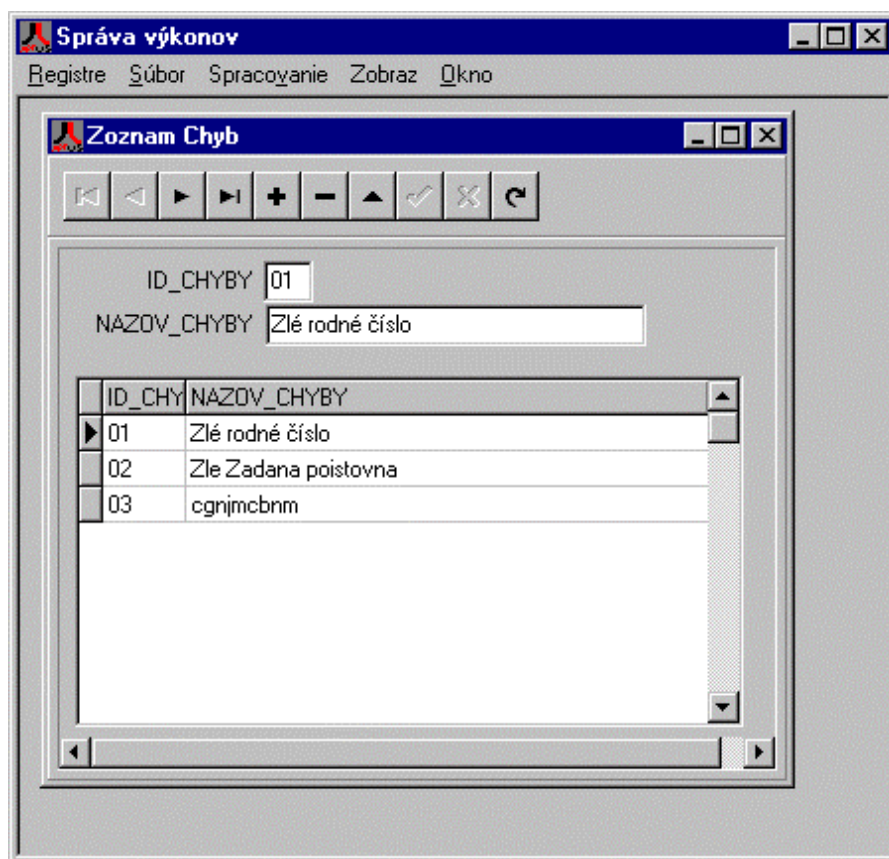 Správa výkonov
Registre Súbor Spracovanie Zobraz Okno
Zoznam Chyb
ID_CHYBY 01
NAZOV_CHYBY Zlé rodné číslo
ID_CHY NAZOV_CHYBY
01 Zlé rodné číslo
02 Zle Zadana poistovna
03 cgnjmcbnm